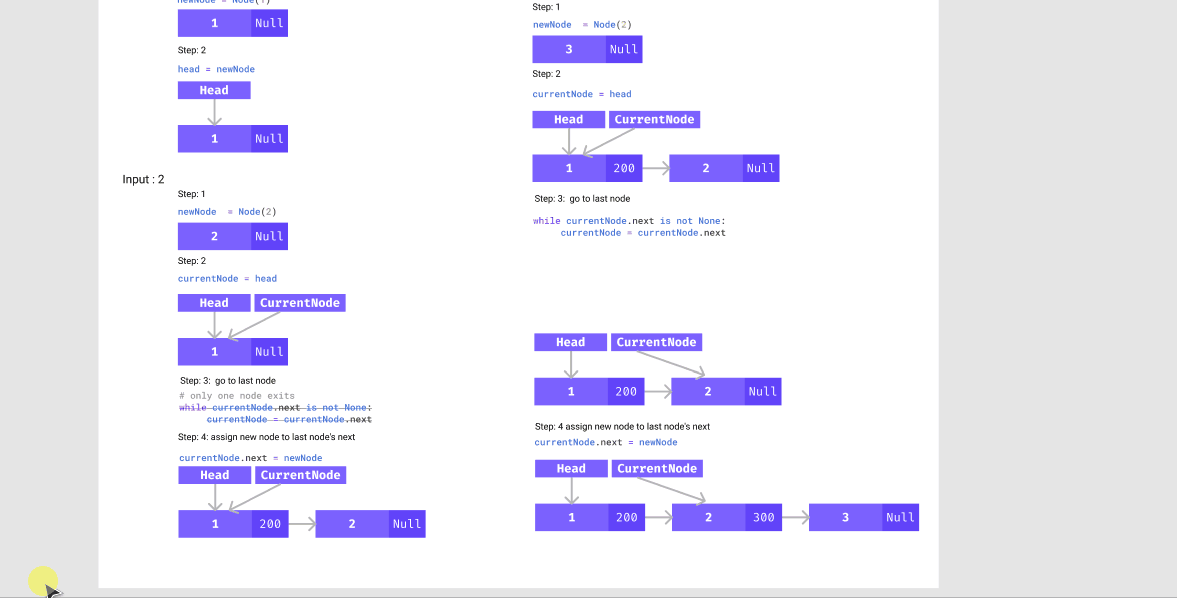 newNode = Node(1)
1 Null
Step: 2
head = newNode
Head
1 Null
Input : 2
Step: 1
newNode = Node(2)
2 Null
Step: 2
currentNode = head
Head CurrentNode
1 Null
Step: 3: go to last node
# only one node exits
while currentNode.next is not None:
currentNode = currentNode.next
Step: 4: assign new node to last node's next
currentNode.next = newNode
Head CurrentNode
1 200 2 Null
Step: 1
newNode = Node(2)
3 Null
Step: 2
currentNode = head
Head CurrentNode
1 200 2 Null
Step: 3: go to last node
while currentNode.next is not None:
currentNode = currentNode.next
Head CurrentNode
1 200 2 Null
Step: 4 assign new node to last node's next
currentNode.next = newNode
Head CurrentNode
1 200 2 300 3 Null